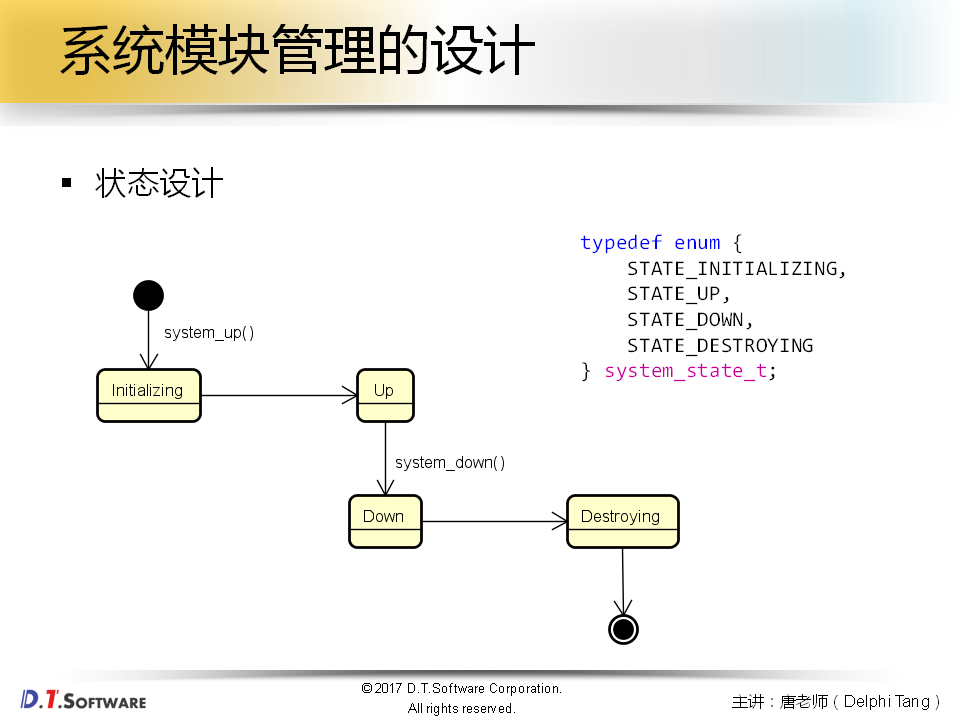 系统模块管理的设计
▪ 状态设计
typedef enum {
    STATE_INITIALIZING,
    STATE_UP,
    STATE_DOWN,
    STATE_DESTROYING
} system_state_t;
system_up()
Initializing
Up
system_down()
Down
Destroying
D.T.SOFTWARE
©2017 D.T.Software Corporation.
All rights reserved.
主讲：唐老师（Delphi Tang）